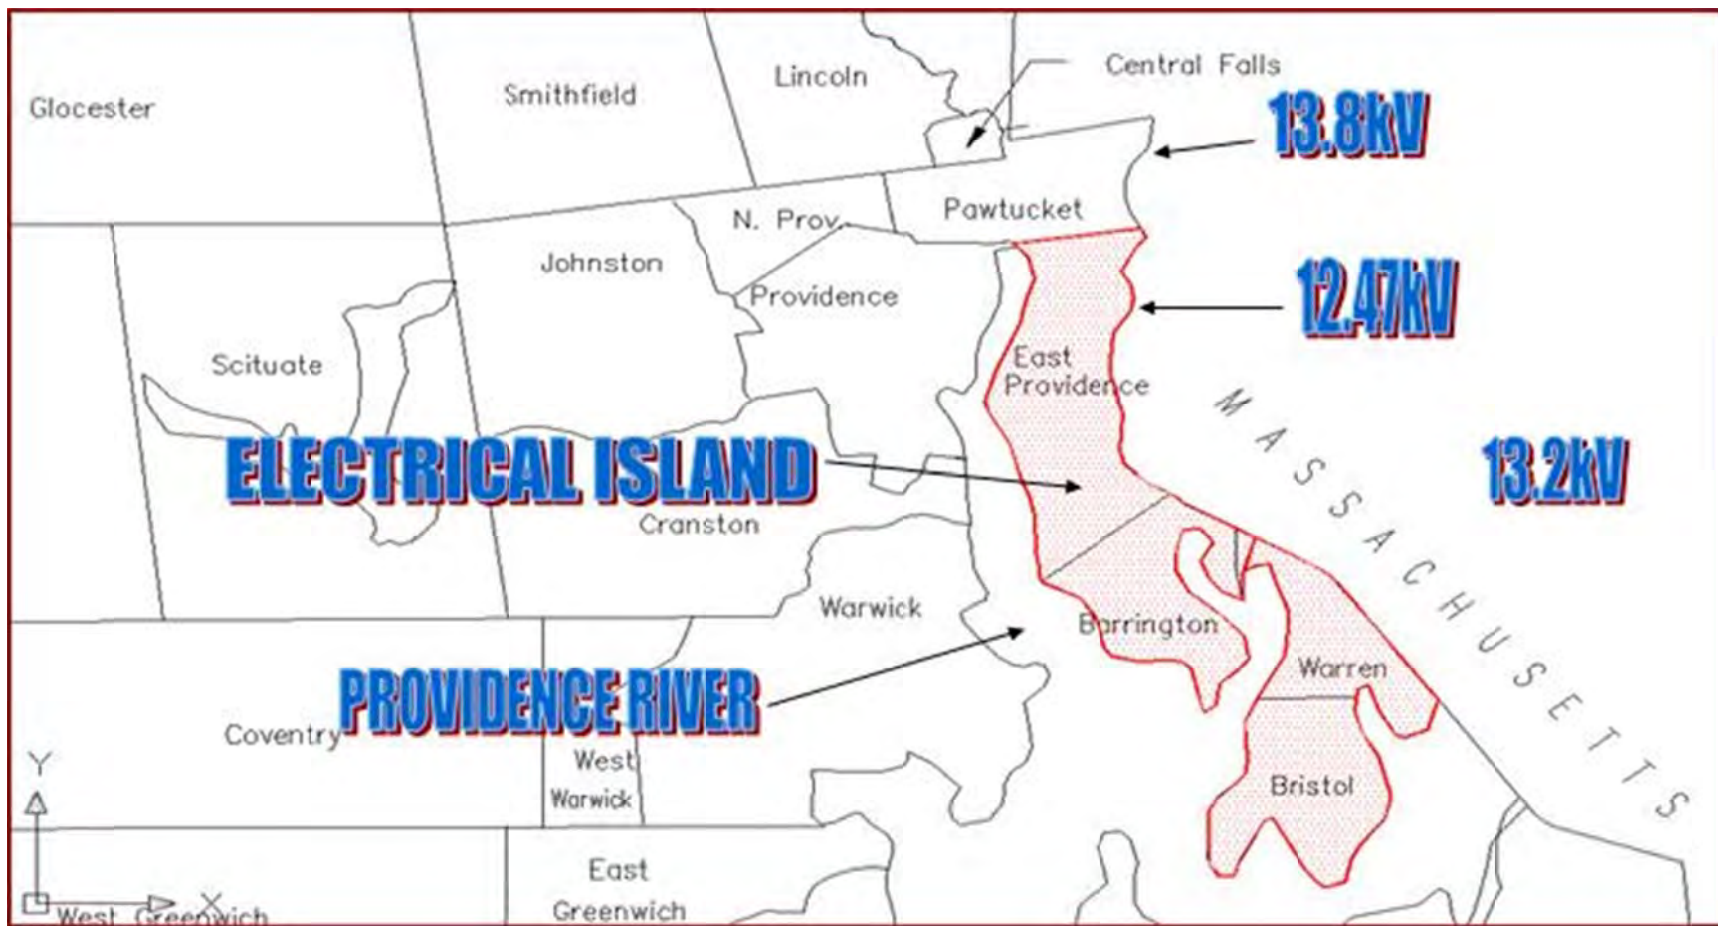 Glocester
Smithfield
Lincoln
Central Falls
13.8kV
N. Prov.
Pawtucket
Johnston
Providence
12.47kV
Scituate
East
Providence
MASSACHUSETTS
ELECTRICAL ISLAND
13.2kV
Cranston
Warwick
Barrington
Warren
PROVIDENCE RIVER
Coventry
West
Warwick
Bristol
Y
East
Greenwich
X
West Greenwich